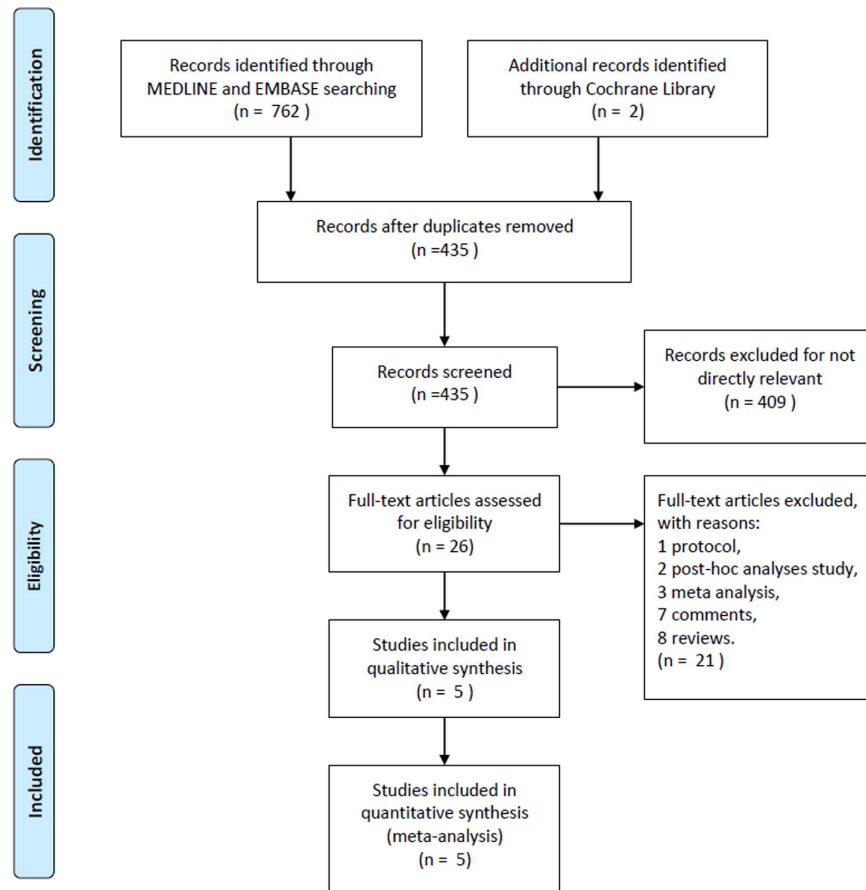 Identification
Records identified through
MEDLINE and EMBASE searching
(n = 762 )
Additional records identified
through Cochrane Library
(n = 2)
Records after duplicates removed
(n =435 )
Screening
Records screened
(n =435 )
Records excluded for not
directly relevant
(n = 409 )
Eligibility
Full-text articles assessed
for eligibility
(n = 26)
Full-text articles excluded,
with reasons:
1 protocol,
2 post-hoc analyses study,
3 meta analysis,
7 comments,
8 reviews.
(n = 21 )
Studies included in
qualitative synthesis
(n = 5 )
Included
Studies included in
quantitative synthesis
(meta-analysis)
(n = 5)